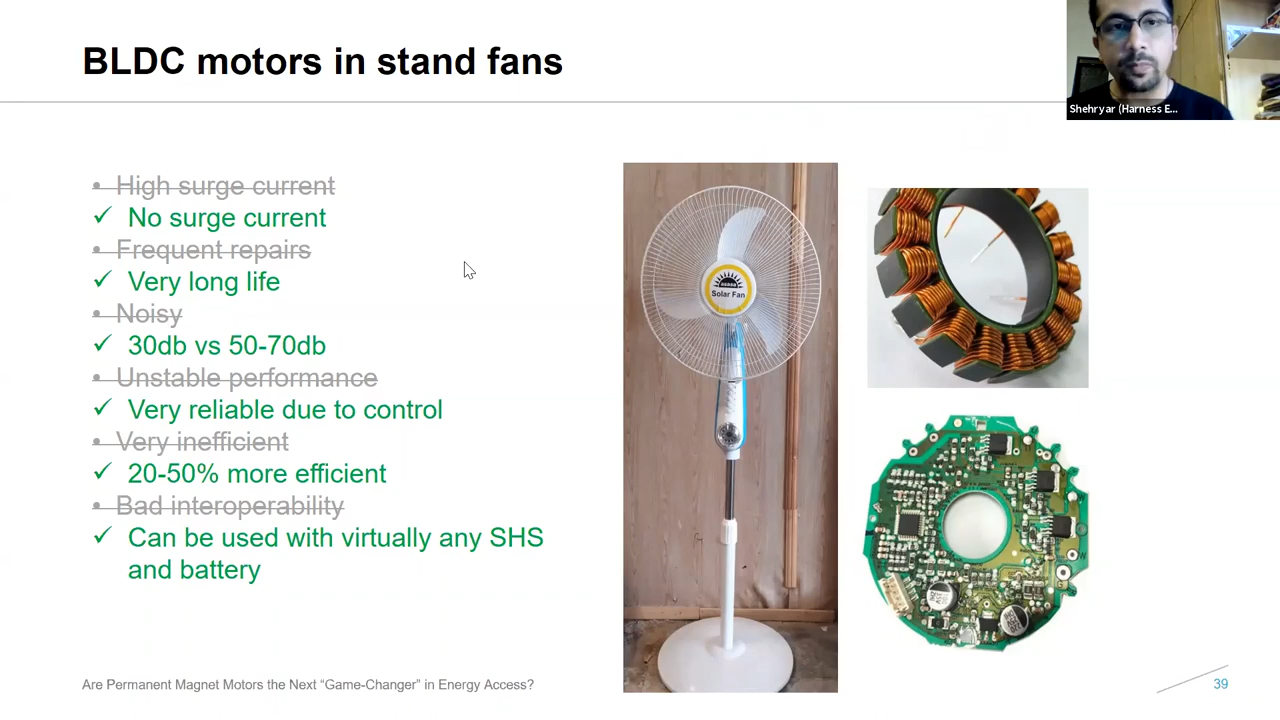 BLDC motors in stand fans
Shehryar (Harness E...
• High surge current
✓ No surge current
• Frequent repairs
✓ Very long life
• Noisy
✓ 30db vs 50-70db
• Unstable performance
✓ Very reliable due to control
• Very inefficient
✓ 20-50% more efficient
• Bad interoperability
✓ Can be used with virtually any SHS
and battery
Solar Fan
Are Permanent Magnet Motors the Next “Game-Changer” in Energy Access?
39